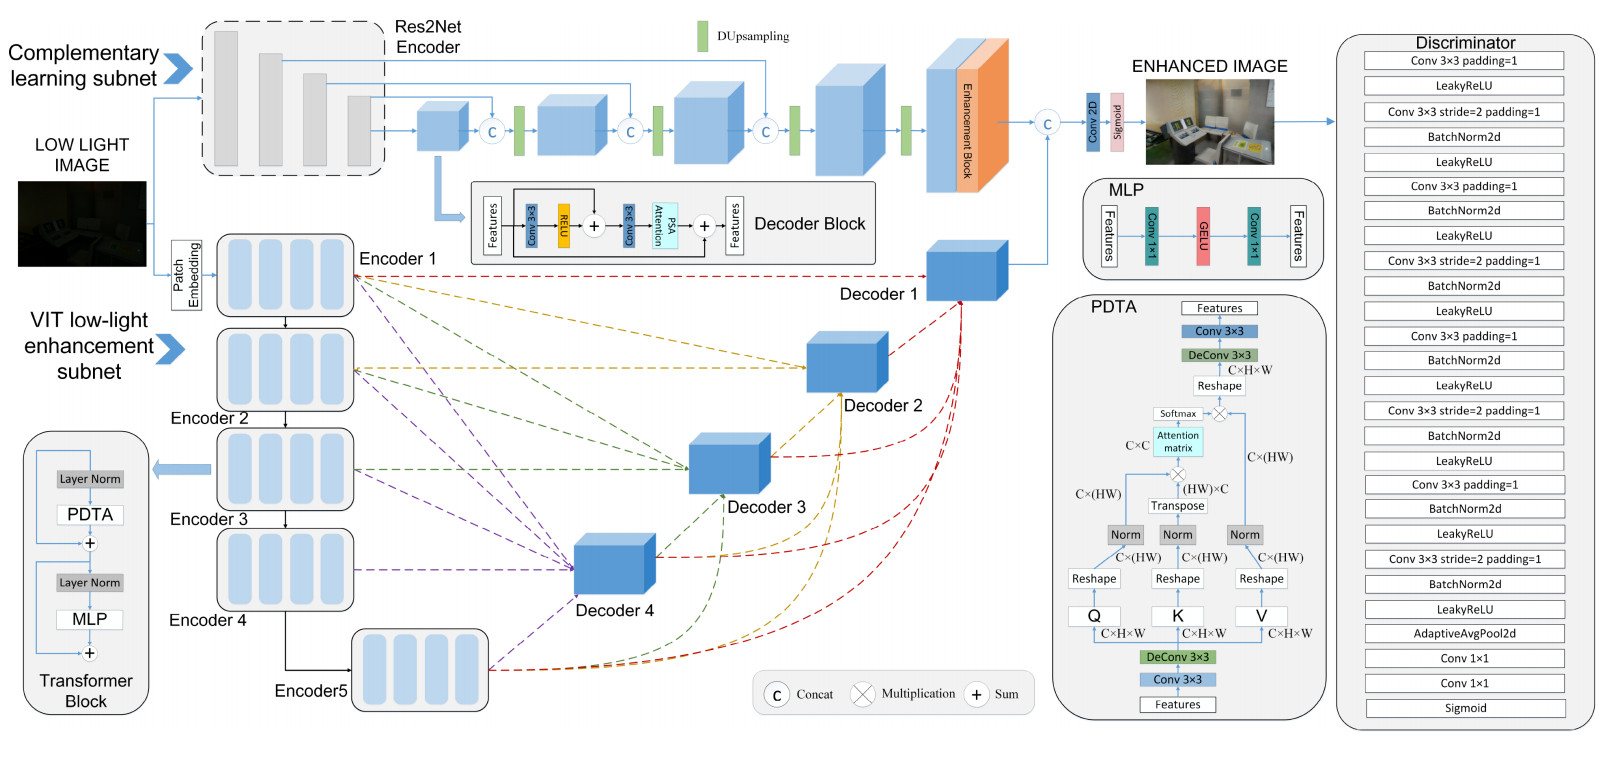 Complementary
learning subnet
Res2Net
Encoder
DUpsampling
LOW LIGHT
IMAGE
C
C
C
Enhancement Block
C
Conv 2D
sigmoid
ENHANCED IMAGE
Features
Conv 3×3
RELU
+
Conv 3×3
PSA
Attention
+
Features
Decoder Block
MLP
Features
Conv 1×1
GELU
Conv 1×1
Features
Patch
Embedding
Encoder 1
VIT low-light
enhancement
subnet
Encoder 2
Encoder 3
Encoder 4
Encoder5
Decoder 1
Decoder 2
Decoder 3
Decoder 4
Layer Norm
PDTA
+
Layer Norm
MLP
+
Transformer
Block
C
Concat
Multiplication
+
Sum
PDTA
Features
Conv 3×3
DeConv 3×3
C×H×W
Reshape
Softmax
Attention
matrix
C×C
C×(HW)
C×(HW)
(HW)×C
Transpose
Norm
Norm
Norm
C×(HW)
C×(HW)
C×(HW)
Reshape
Reshape
Reshape
Q
K
V
C×H×W
C×H×W
C×H×W
DeConv 3×3
Conv 3×3
Features
Discriminator
Conv 3×3 padding=1
LeakyReLU
Conv 3×3 stride=2 padding=1
BatchNorm2d
LeakyReLU
Conv 3×3 padding=1
BatchNorm2d
LeakyReLU
Conv 3×3 stride=2 padding=1
BatchNorm2d
LeakyReLU
Conv 3×3 padding=1
BatchNorm2d
LeakyReLU
Conv 3×3 stride=2 padding=1
BatchNorm2d
LeakyReLU
Conv 3×3 padding=1
BatchNorm2d
LeakyReLU
Conv 3×3 stride=2 padding=1
BatchNorm2d
LeakyReLU
AdaptiveAvgPool2d
Conv 1×1
Conv 1×1
Sigmoid